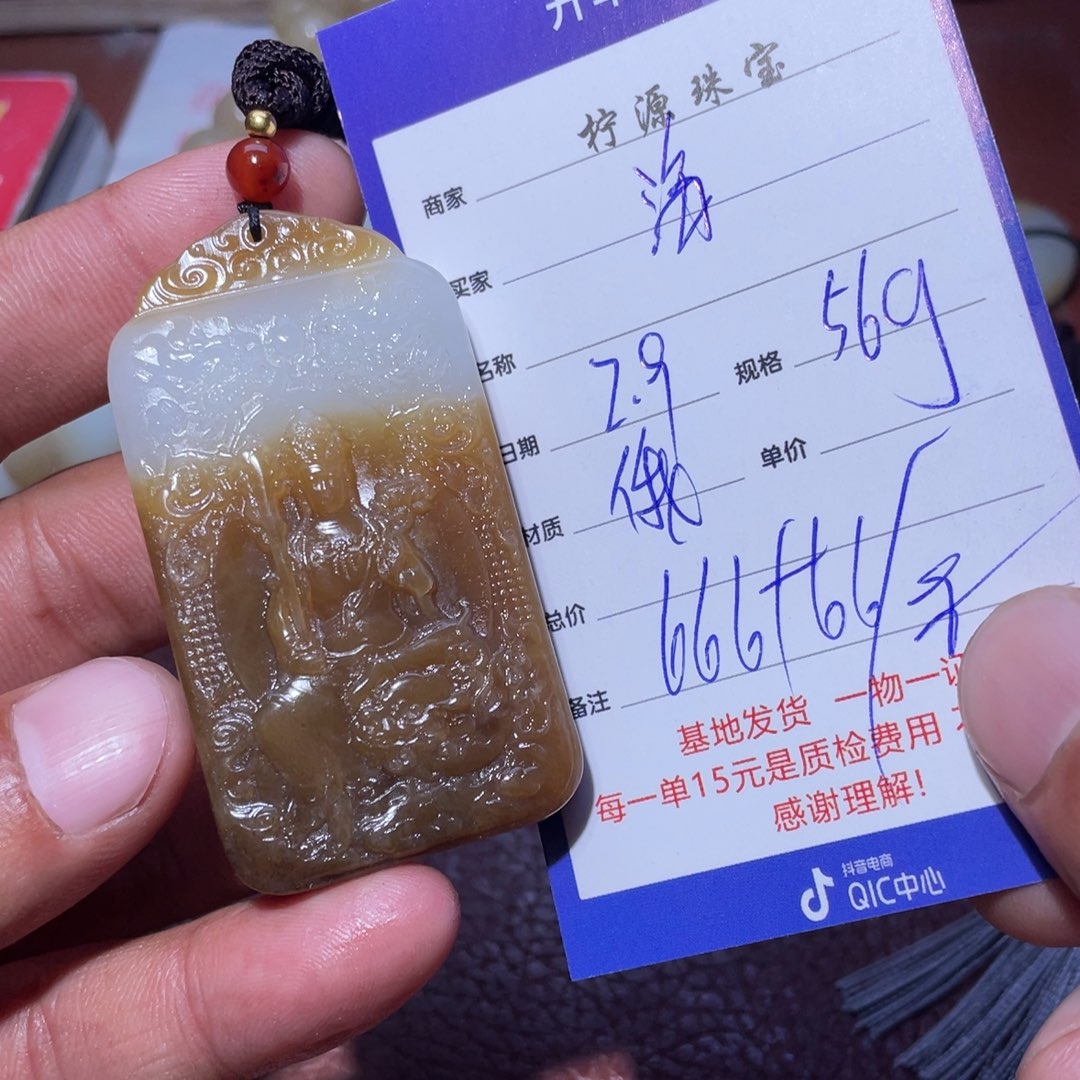 柠源珠宝
商家
海
买家
名称
2.9 规格 56g
日期
俄 单价
材质
666+66
总价
备注
基地发货 一物一
每一单15元是质检费用
感谢理解!
抖音电商
QIC中心